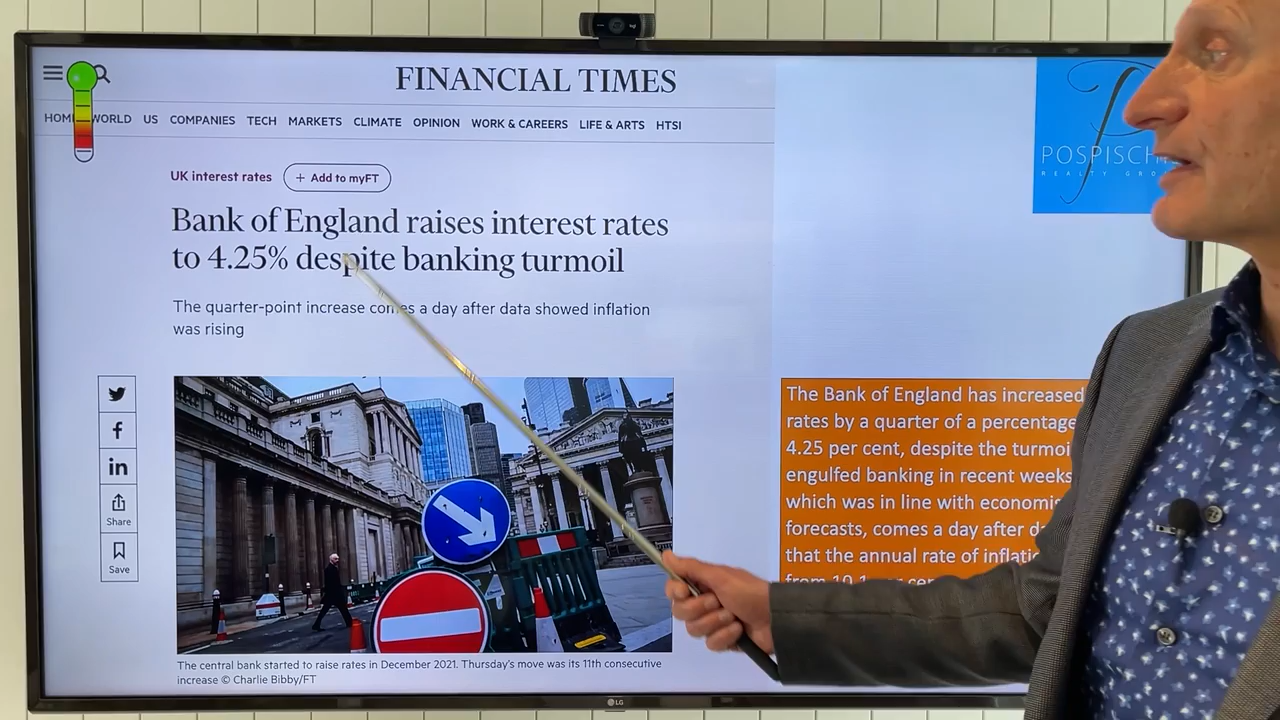 FINANCIAL TIMES
WORLD US COMPANIES TECH MARKETS CLIMATE OPINION WORK & CAREERS LIFE & ARTS HTSI
UK interest rates
+ Add to myFT
Bank of England raises interest rates
to 4.25% despite banking turmoil
The quarter-point increase comes a day after data showed inflation
was rising
Share
Save
The central bank started to raise rates in December 2021. Thursday's move was its 11th consecutive
increase © Charlie Bibby/FT
The Bank of England has increased
rates by a quarter of a percentage
4.25 per cent, despite the
engulfed banking in recent weeks
which was in line with
forecasts, comes a day after
that the annual rate of
from 10.1
REALTY
LG